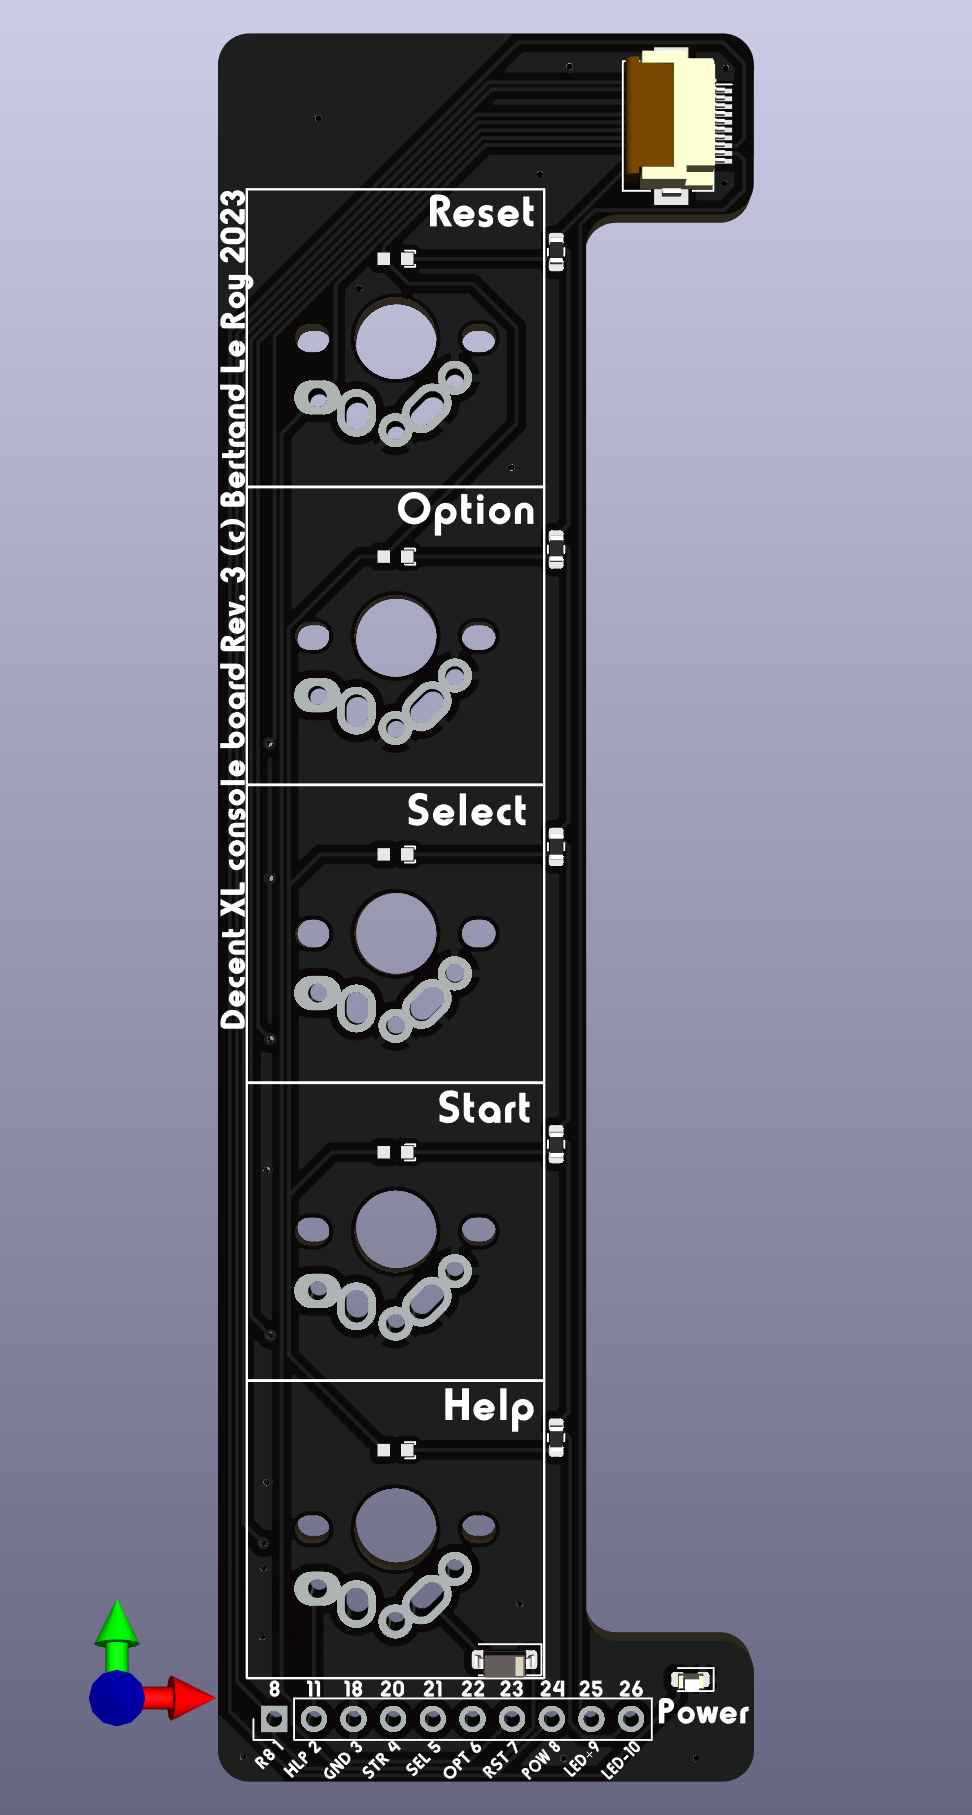 Decent XL console board Rev. 3 (c) Bertrand Le Roy 2023
Reset
Option
Select
Start
Help
Power
8 11 18 20 21 22 23 24 25 26
R8 1 HLP 2 GND 3 STR 4 SEL 5 OPT 6 RST 7 POW 8 LED+9 LED-10